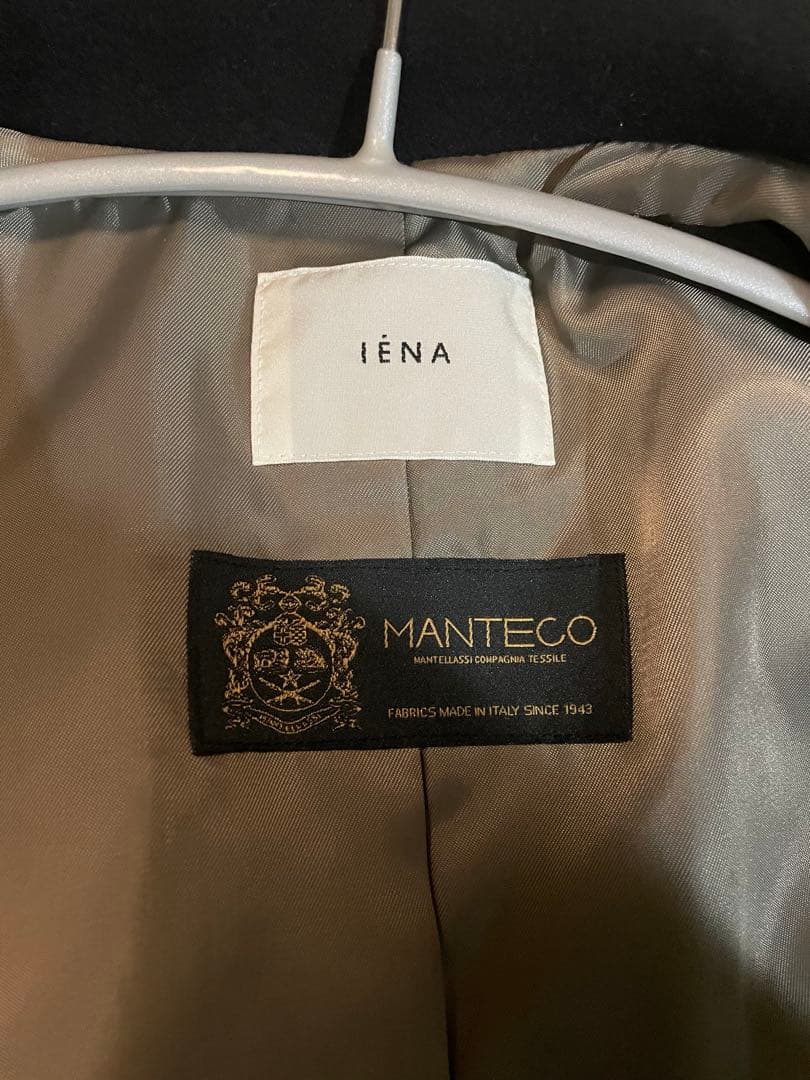 IÉNA
MANTECO
MANTELLASSI COMPAGNIA TESSILE
FABRICS MADE IN ITALY SINCE 1943